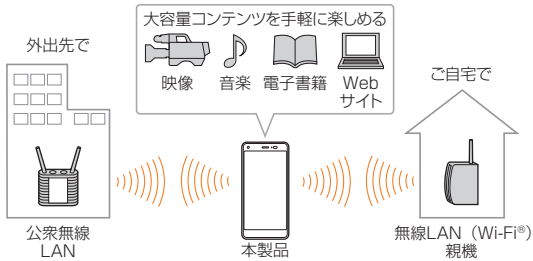 大容量コンテンツを手軽に楽しめる
映像
音楽
電子書籍
Web
サイト
外出先で
ご自宅で
公衆無線
LAN
本製品
無線LAN（Wi-Fi®）
親機